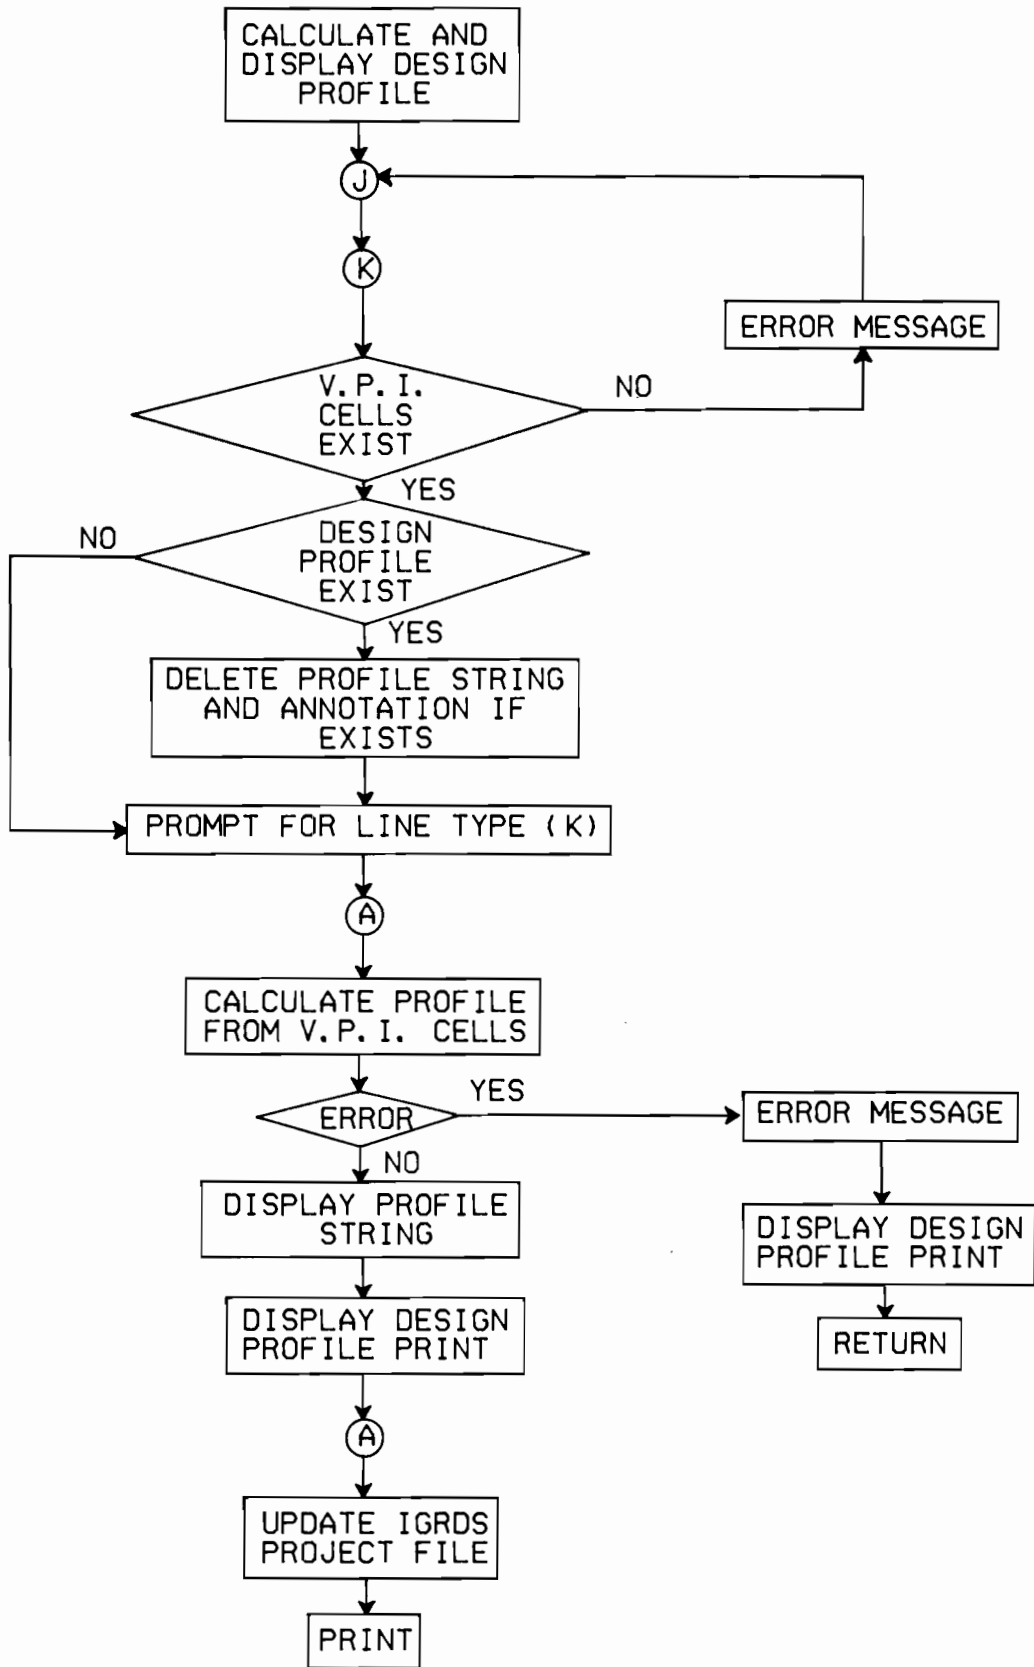 CALCULATE AND
DISPLAY DESIGN
PROFILE
J
K
ERROR MESSAGE
V.P.I.
CELLS
EXIST
NO
YES
DESIGN
PROFILE
EXIST
NO
YES
DELETE PROFILE STRING
AND ANNOTATION IF
EXISTS
PROMPT FOR LINE TYPE (K)
A
CALCULATE PROFILE
FROM V.P.I. CELLS
ERROR
YES
ERROR MESSAGE
NO
DISPLAY PROFILE
STRING
DISPLAY DESIGN
PROFILE PRINT
DISPLAY DESIGN
PROFILE PRINT
RETURN
A
UPDATE IGRDS
PROJECT FILE
PRINT